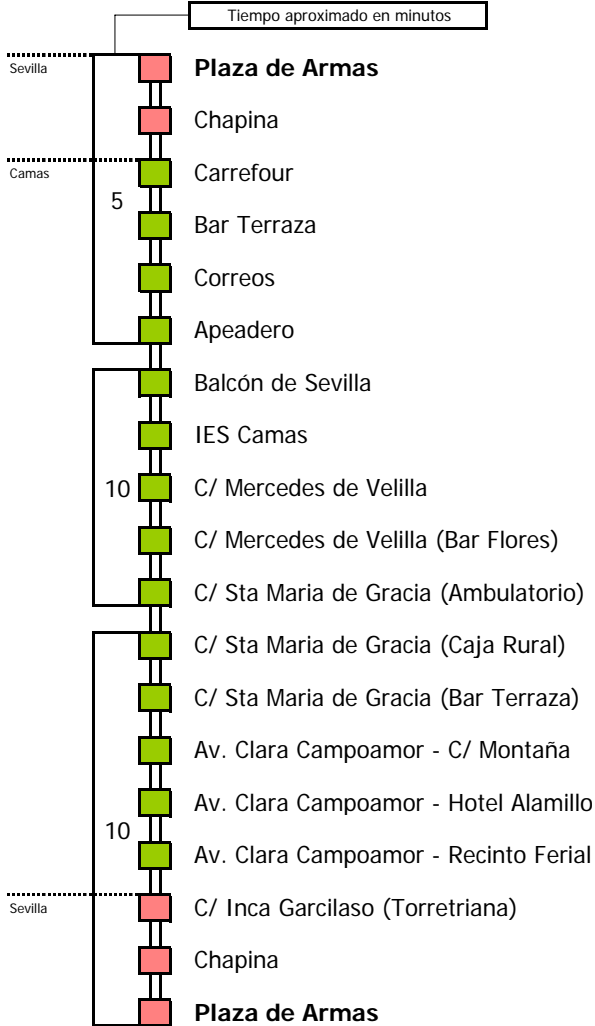 Tiempo aproximado en minutos
Sevilla
Plaza de Armas
Chapina
Camas
Carrefour
5
Bar Terraza
Correos
Apeadero
Balcón de Sevilla
IES Camas
10
C/ Mercedes de Velilla
C/ Mercedes de Velilla (Bar Flores)
C/ Sta Maria de Gracia (Ambulatorio)
C/ Sta Maria de Gracia (Caja Rural)
C/ Sta Maria de Gracia (Bar Terraza)
Av. Clara Campoamor - C/ Montaña
Av. Clara Campoamor - Hotel Alamillo
10
Av. Clara Campoamor - Recinto Ferial
Sevilla
C/ Inca Garcilaso (Torretriana)
Chapina
Plaza de Armas